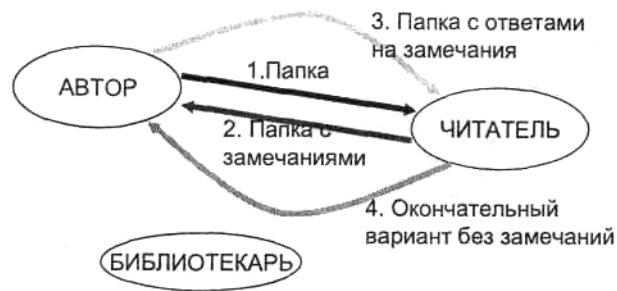 3. Папка с ответами
на замечания
АВТОР
1.Папка
2. Папка с
замечаниями
ЧИТАТЕЛЬ
4. Окончательный
вариант без замечаний
БИБЛИОТЕКАРЬ